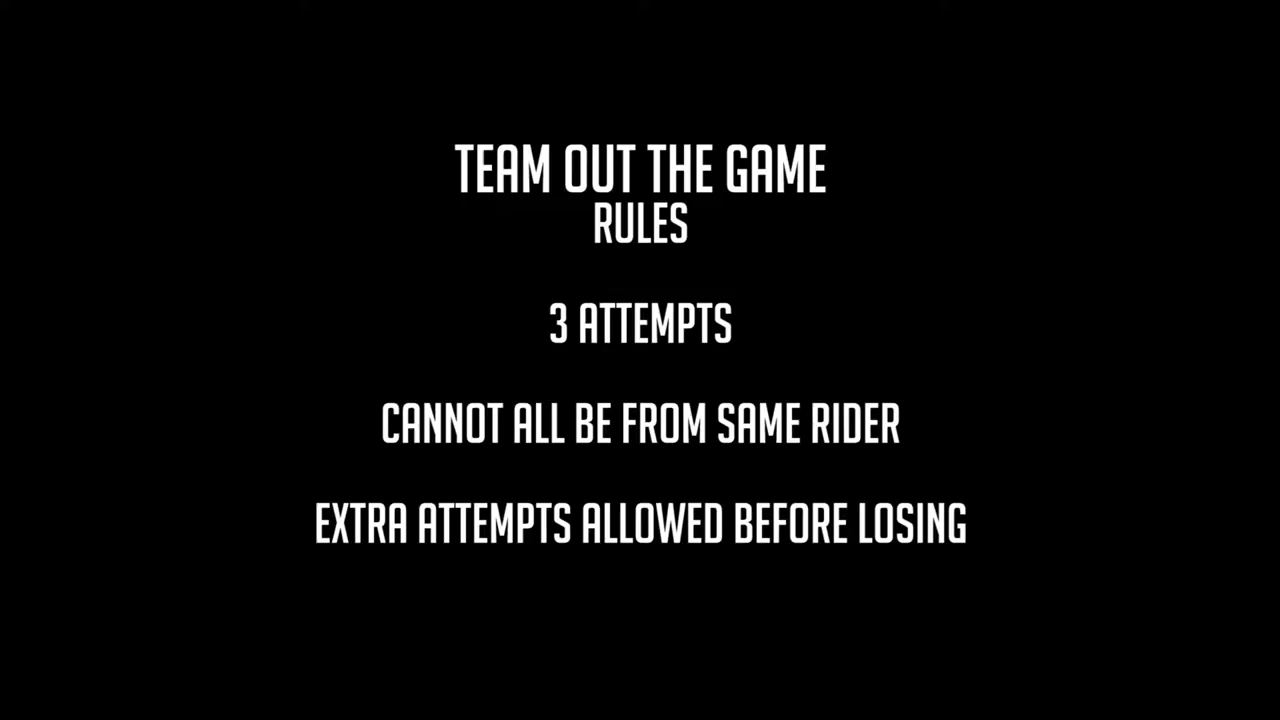 TEAM OUT THE GAME
RULES
3 ATTEMPTS
CANNOT ALL BE FROM SAME RIDER
EXTRA ATTEMPTS ALLOWED BEFORE LOSING